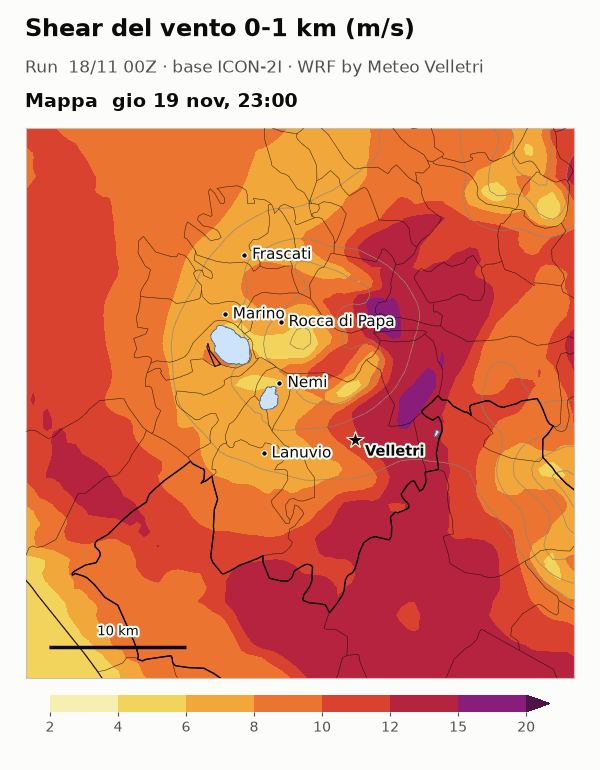 Shear del vento 0-1 km (m/s)
Run  18/11 00Z · base ICON-2I · WRF by Meteo Velletri
Mappa  gio 19 nov, 23:00
Frascati
Marino
Rocca di Papa
Nemi
Velletri
Lanuvio
10 km
2 4 6 8 10 12 15 20